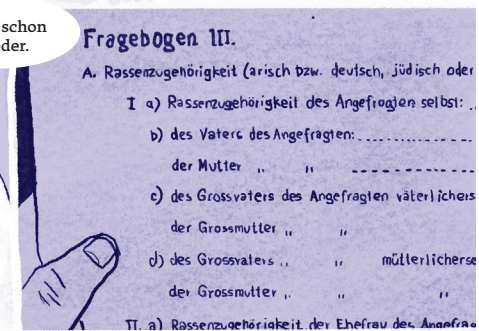 schon
der.
Fragebogen III.
A. Rassenzugehörigkeit (arisch bzw. deutsch, jüdisch oder
I a) Rassenzugehörigkeit des Angefragten selbst:
b) des Vaters des Angefragten:
der Mutter „ „
c) des Grossvaters des Angefragten väterlichers
der Grossmutter „ „
d) des Grossvaters „ „ mütterlicherse
der Grossmutter „ „ „
II. a) Rassenzugehörigkeit der Ehefrau des Angefrag